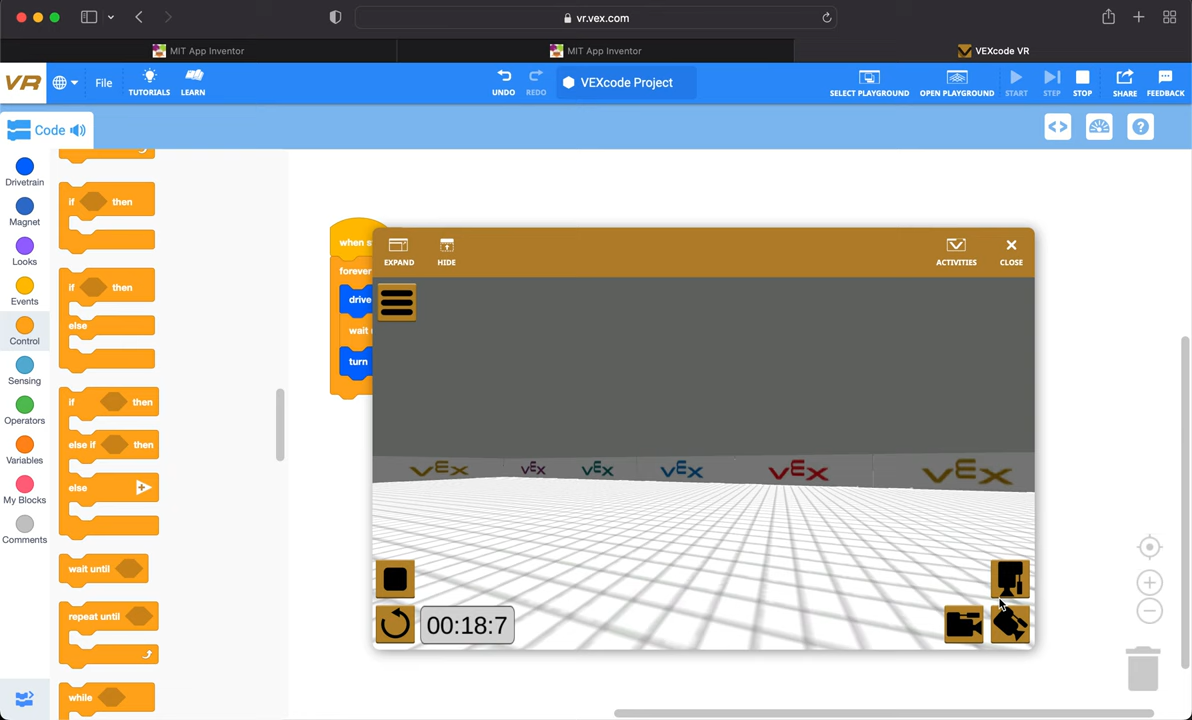 vr.vex.com
MIT App Inventor
MIT App Inventor
VEXcode VR
VR
File
TUTORIALS
LEARN
UNDO
REDO
VEXcode Project
SELECT PLAYGROUND
OPEN PLAYGROUND
START
STEP
STOP
SHARE
FEEDBACK
Code
Drivetrain
Magnet
Looks
Events
Control
Sensing
Operators
Variables
My Blocks
Comments
if then
if then
else
if then
else if then
else
wait until
repeat until
while
when s
forever
drive
wait
turn
EXPAND
HIDE
ACTIVITIES
CLOSE
VEX VEX VEX VEX VEX VEX
00:18:7